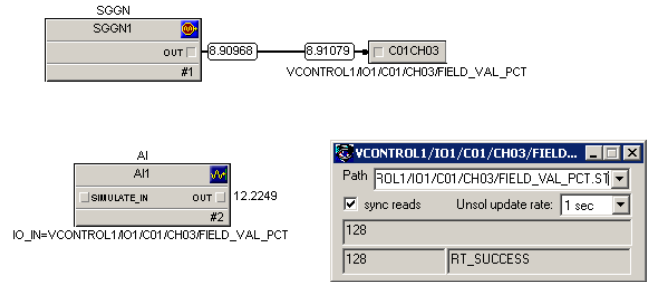 SGGN
SGGN1
OUT
8.90968
8.91079
C01CH03
#1
VCONTROL1/IO1/C01/CH03/FIELD_VAL_PCT
AI
AI1
SIMULATE_IN
OUT
12.2249
#2
IO_IN=VCONTROL1/IO1/C01/CH03/FIELD_VAL_PCT
VCONTROL1/IO1/C01/CH03/FIELD...
Path
ROL1/IO1/C01/CH03/FIELD_VAL_PCT.ST
sync reads
Unsol update rate:
1 sec
128
128
RT_SUCCESS